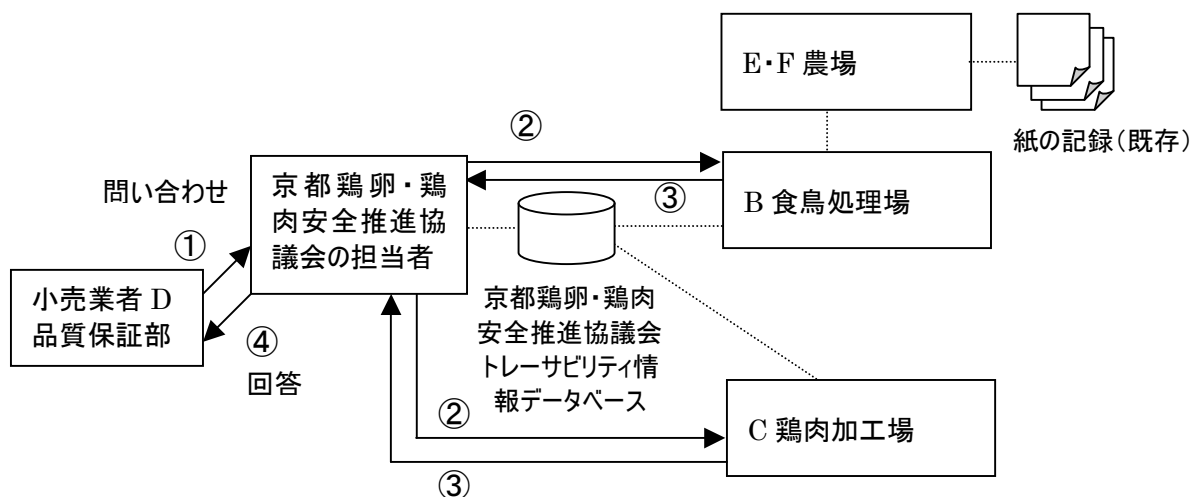 E・F 農場
紙の記録(既存)
②
問い合わせ
京都鶏卵・鶏
肉安全推進協
議会の担当者
③
B 食鳥処理場
①
小売業者 D
品質保証部
④
回答
京都鶏卵・鶏肉
安全推進協議会
トレーサビリティ情
報データベース
②
C 鶏肉加工場
③